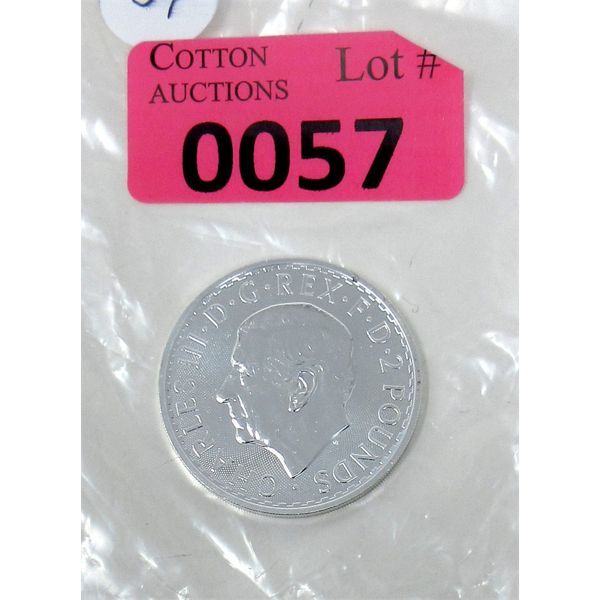 COTTON
AUCTIONS
Lot #
0057
CHARLES III · D · G · REX · F · D · 2 POUNDS